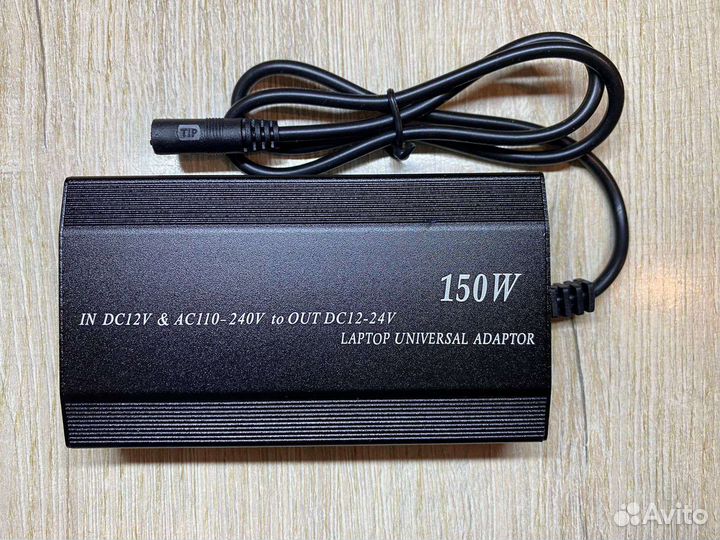 TIP
150W
IN DC12V & AC110-240V to OUT DC12-24V
LAPTOP UNIVERSAL ADAPTOR
Avito